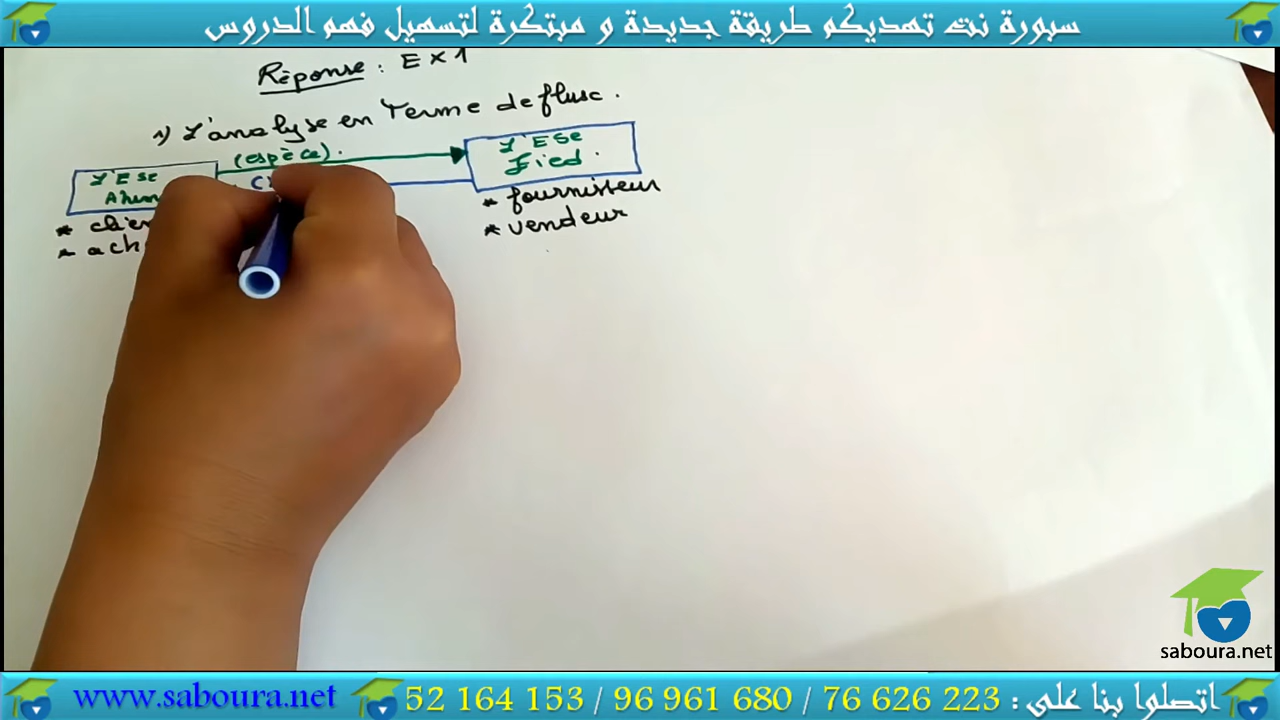 سبورة نت تهديكم طريقة جديدة و مبتكرة لتسهيل فهم الدروس
Réponse : EX1
1) L'analyse en Terme de flux .
(espèce).
L'ESe
L'ESe
Fied .
* fournisseur
* vendeur
saboura.net
www.saboura.net 52 164 153 / 96 961 680 / 76 626 223 : اتصلوا بنا على